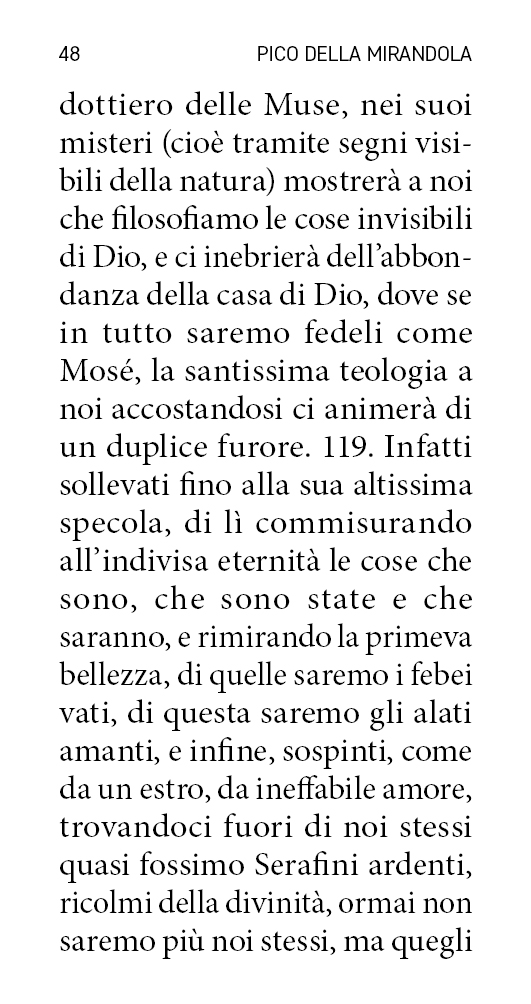 48 PICO DELLA MIRANDOLA
dottiero delle Muse, nei suoi
misteri (cioè tramite segni visi-
bili della natura) mostrerà a noi
che filosofiamo le cose invisibili
di Dio, e ci inebrierà dell’abbon-
danza della casa di Dio, dove se
in tutto saremo fedeli come
Mosé, la santissima teologia a
noi accostandosi ci animerà di
un duplice furore. 119. Infatti
sollevati fino alla sua altissima
specola, di lì commisurando
all’indivisa eternità le cose che
sono, che sono state e che
saranno, e rimirando la primeva
bellezza, di quelle saremo i febei
vati, di questa saremo gli alati
amanti, e infine, sospinti, come
da un estro, da ineffabile amore,
trovandoci fuori di noi stessi
quasi fossimo Serafini ardenti,
ricolmi della divinità, ormai non
saremo più noi stessi, ma quegli